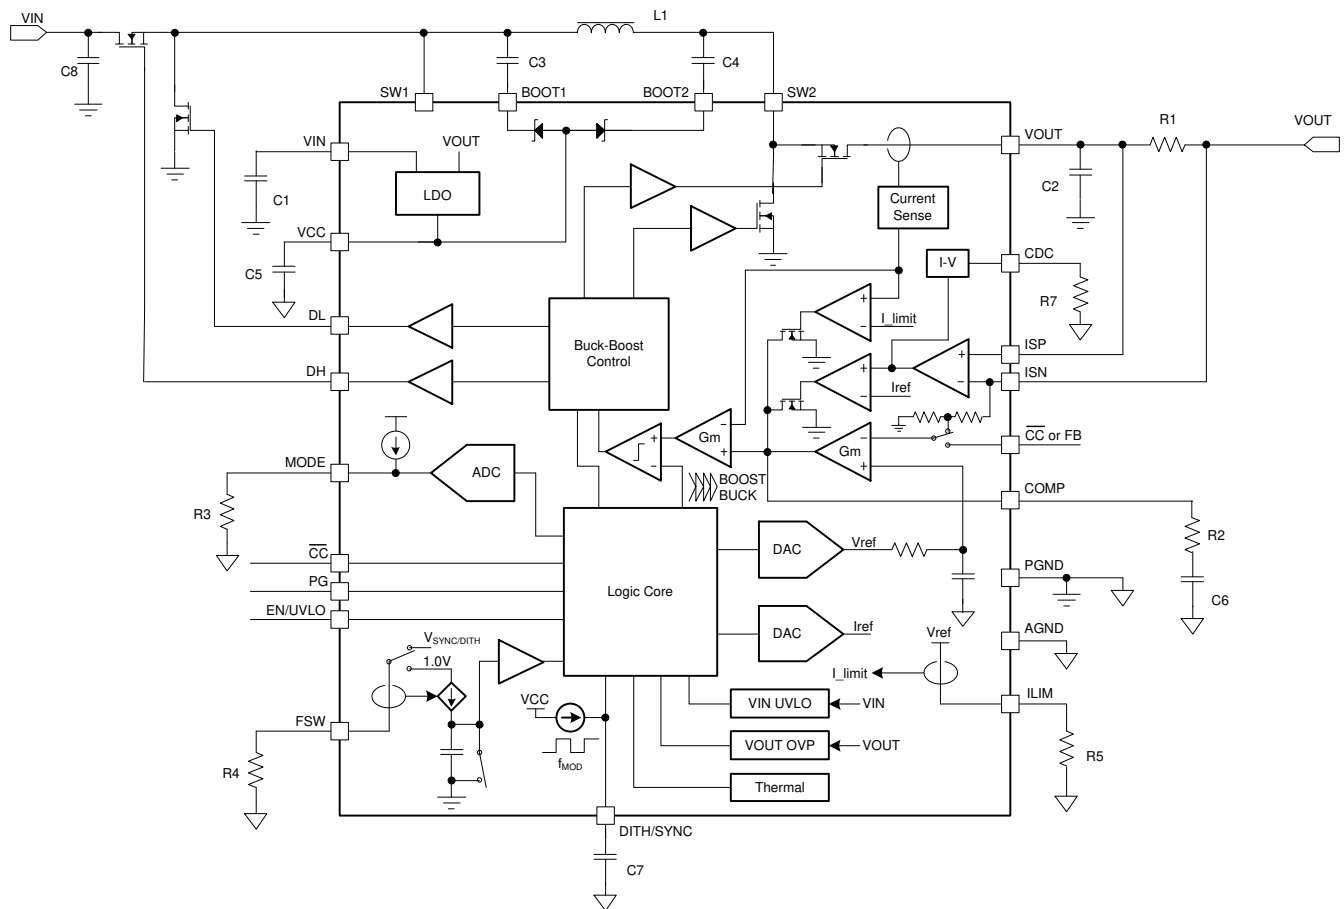 VIN
L1
C8
C3
C4
SW1
BOOT1
BOOT2
SW2
VIN
VOUT
VOUT
R1
VOUT
C1
LDO
Current
Sense
C2
VCC
C5
I-V
CDC
R7
DL
Buck-Boost
Control
I_limit
ISP
DH
Iref
ISN
Gm
Gm
C̅C̅ or FB
MODE
ADC
BOOST
BUCK
COMP
R3
R2
C̅C̅
DAC
Vref
PG
Logic Core
PGND
C6
EN/UVLO
DAC
Iref
AGND
VSYNC/DITH
1.0V
Vref
I_limit
ILIM
FSW
VCC
VIN UVLO
VIN
R4
fMOD
VOUT OVP
VOUT
R5
Thermal
DITH/SYNC
C7
+
−
+
−
+
−
−
+
−
+
+
−